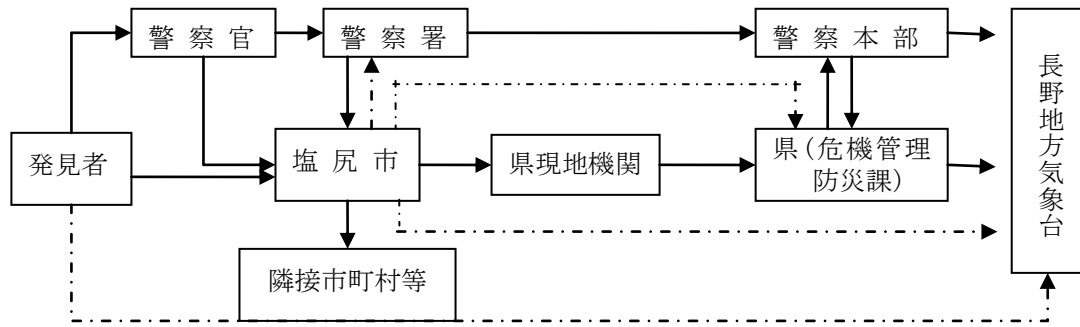 警察官
警察署
警察本部
長野地方気象台
発見者
塩尻市
県現地機関
県(危機管理
防災課)
隣接市町村等